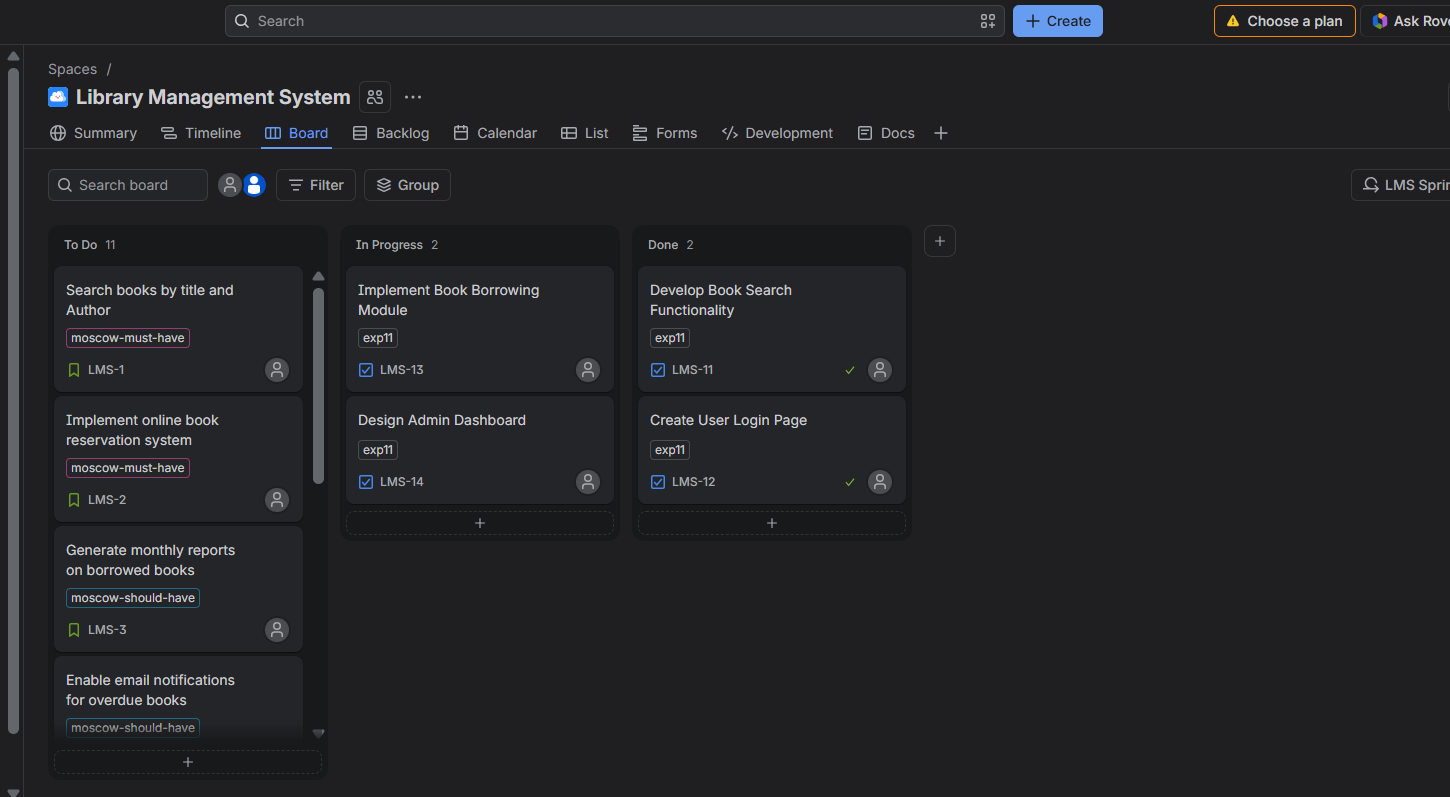 Search
Create
Choose a plan
Ask Rov
Spaces /
Library Management System
Summary
Timeline
Board
Backlog
Calendar
List
Forms
Development
Docs
Search board
Filter
Group
LMS Sprin
To Do 11
Search books by title and
Author
moscow-must-have
LMS-1
Implement online book
reservation system
moscow-must-have
LMS-2
Generate monthly reports
on borrowed books
moscow-should-have
LMS-3
Enable email notifications
for overdue books
moscow-should-have
In Progress 2
Implement Book Borrowing
Module
exp11
LMS-13
Design Admin Dashboard
exp11
LMS-14
Done 2
Develop Book Search
Functionality
exp11
LMS-11
Create User Login Page
exp11
LMS-12